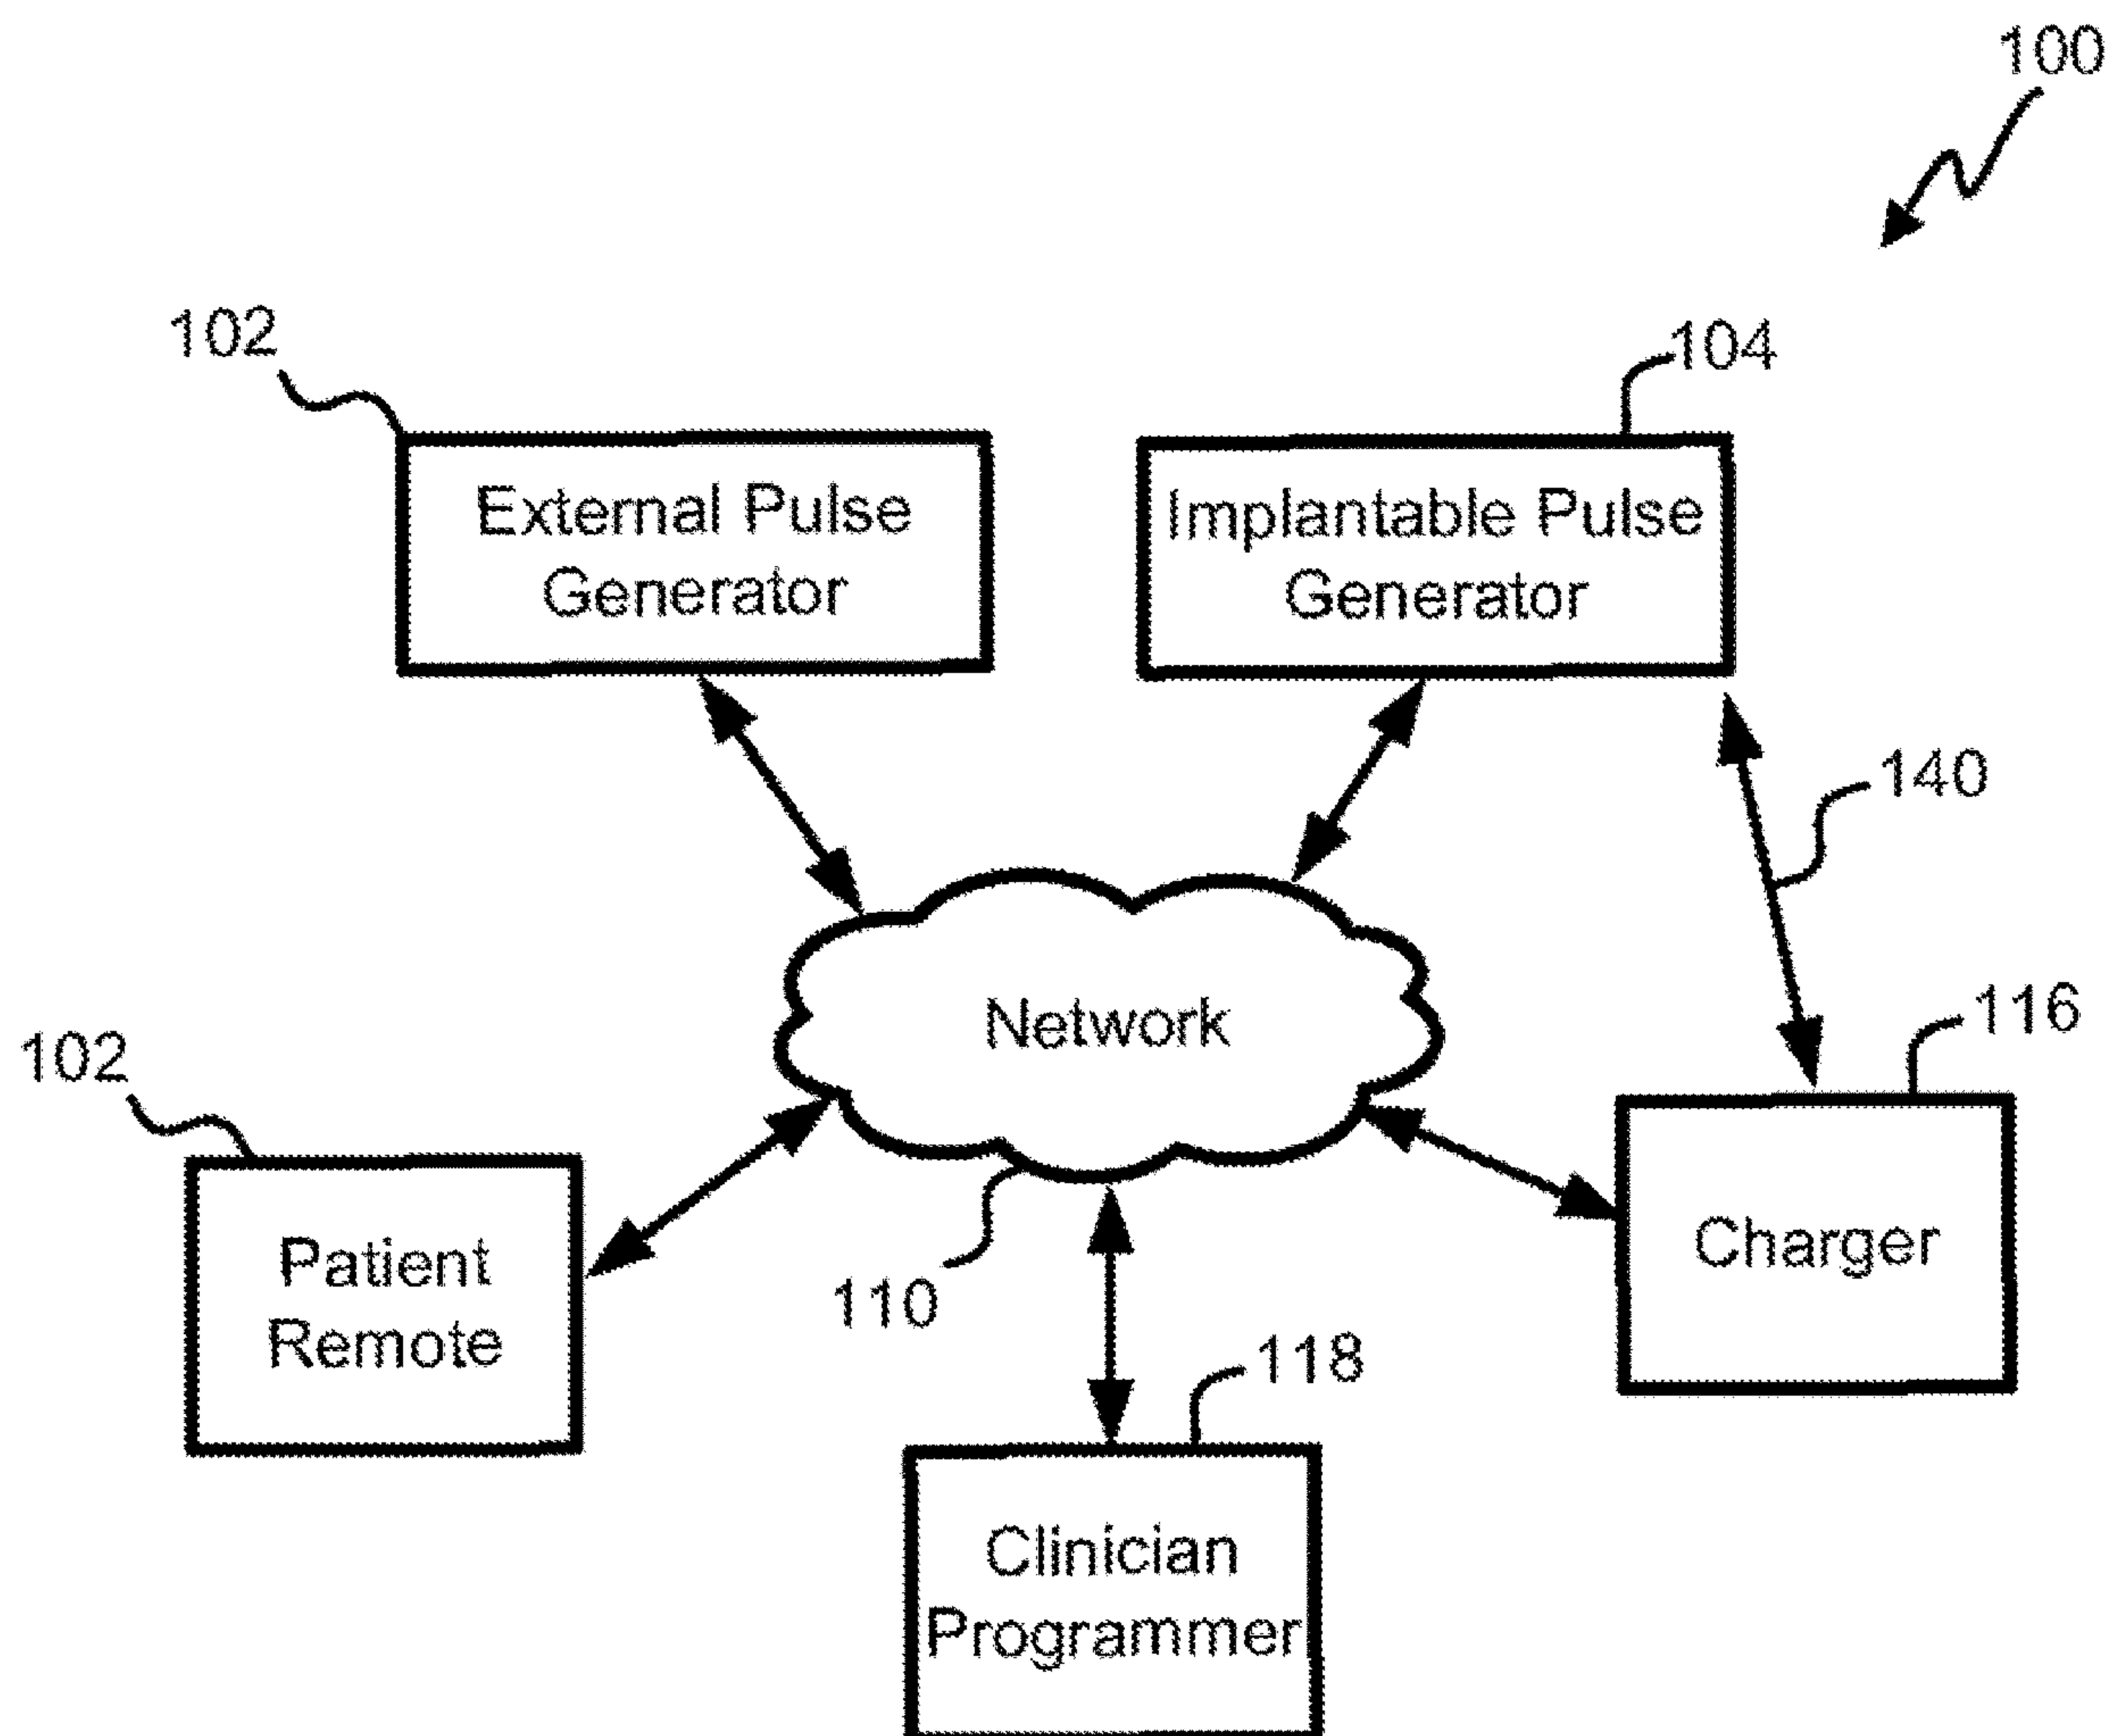 100
102
104
External Pulse
Generator
Implantable Pulse
Generator
140
Network
116
102
Patient
Remote
Charger
110
118
Clinician
Programmer